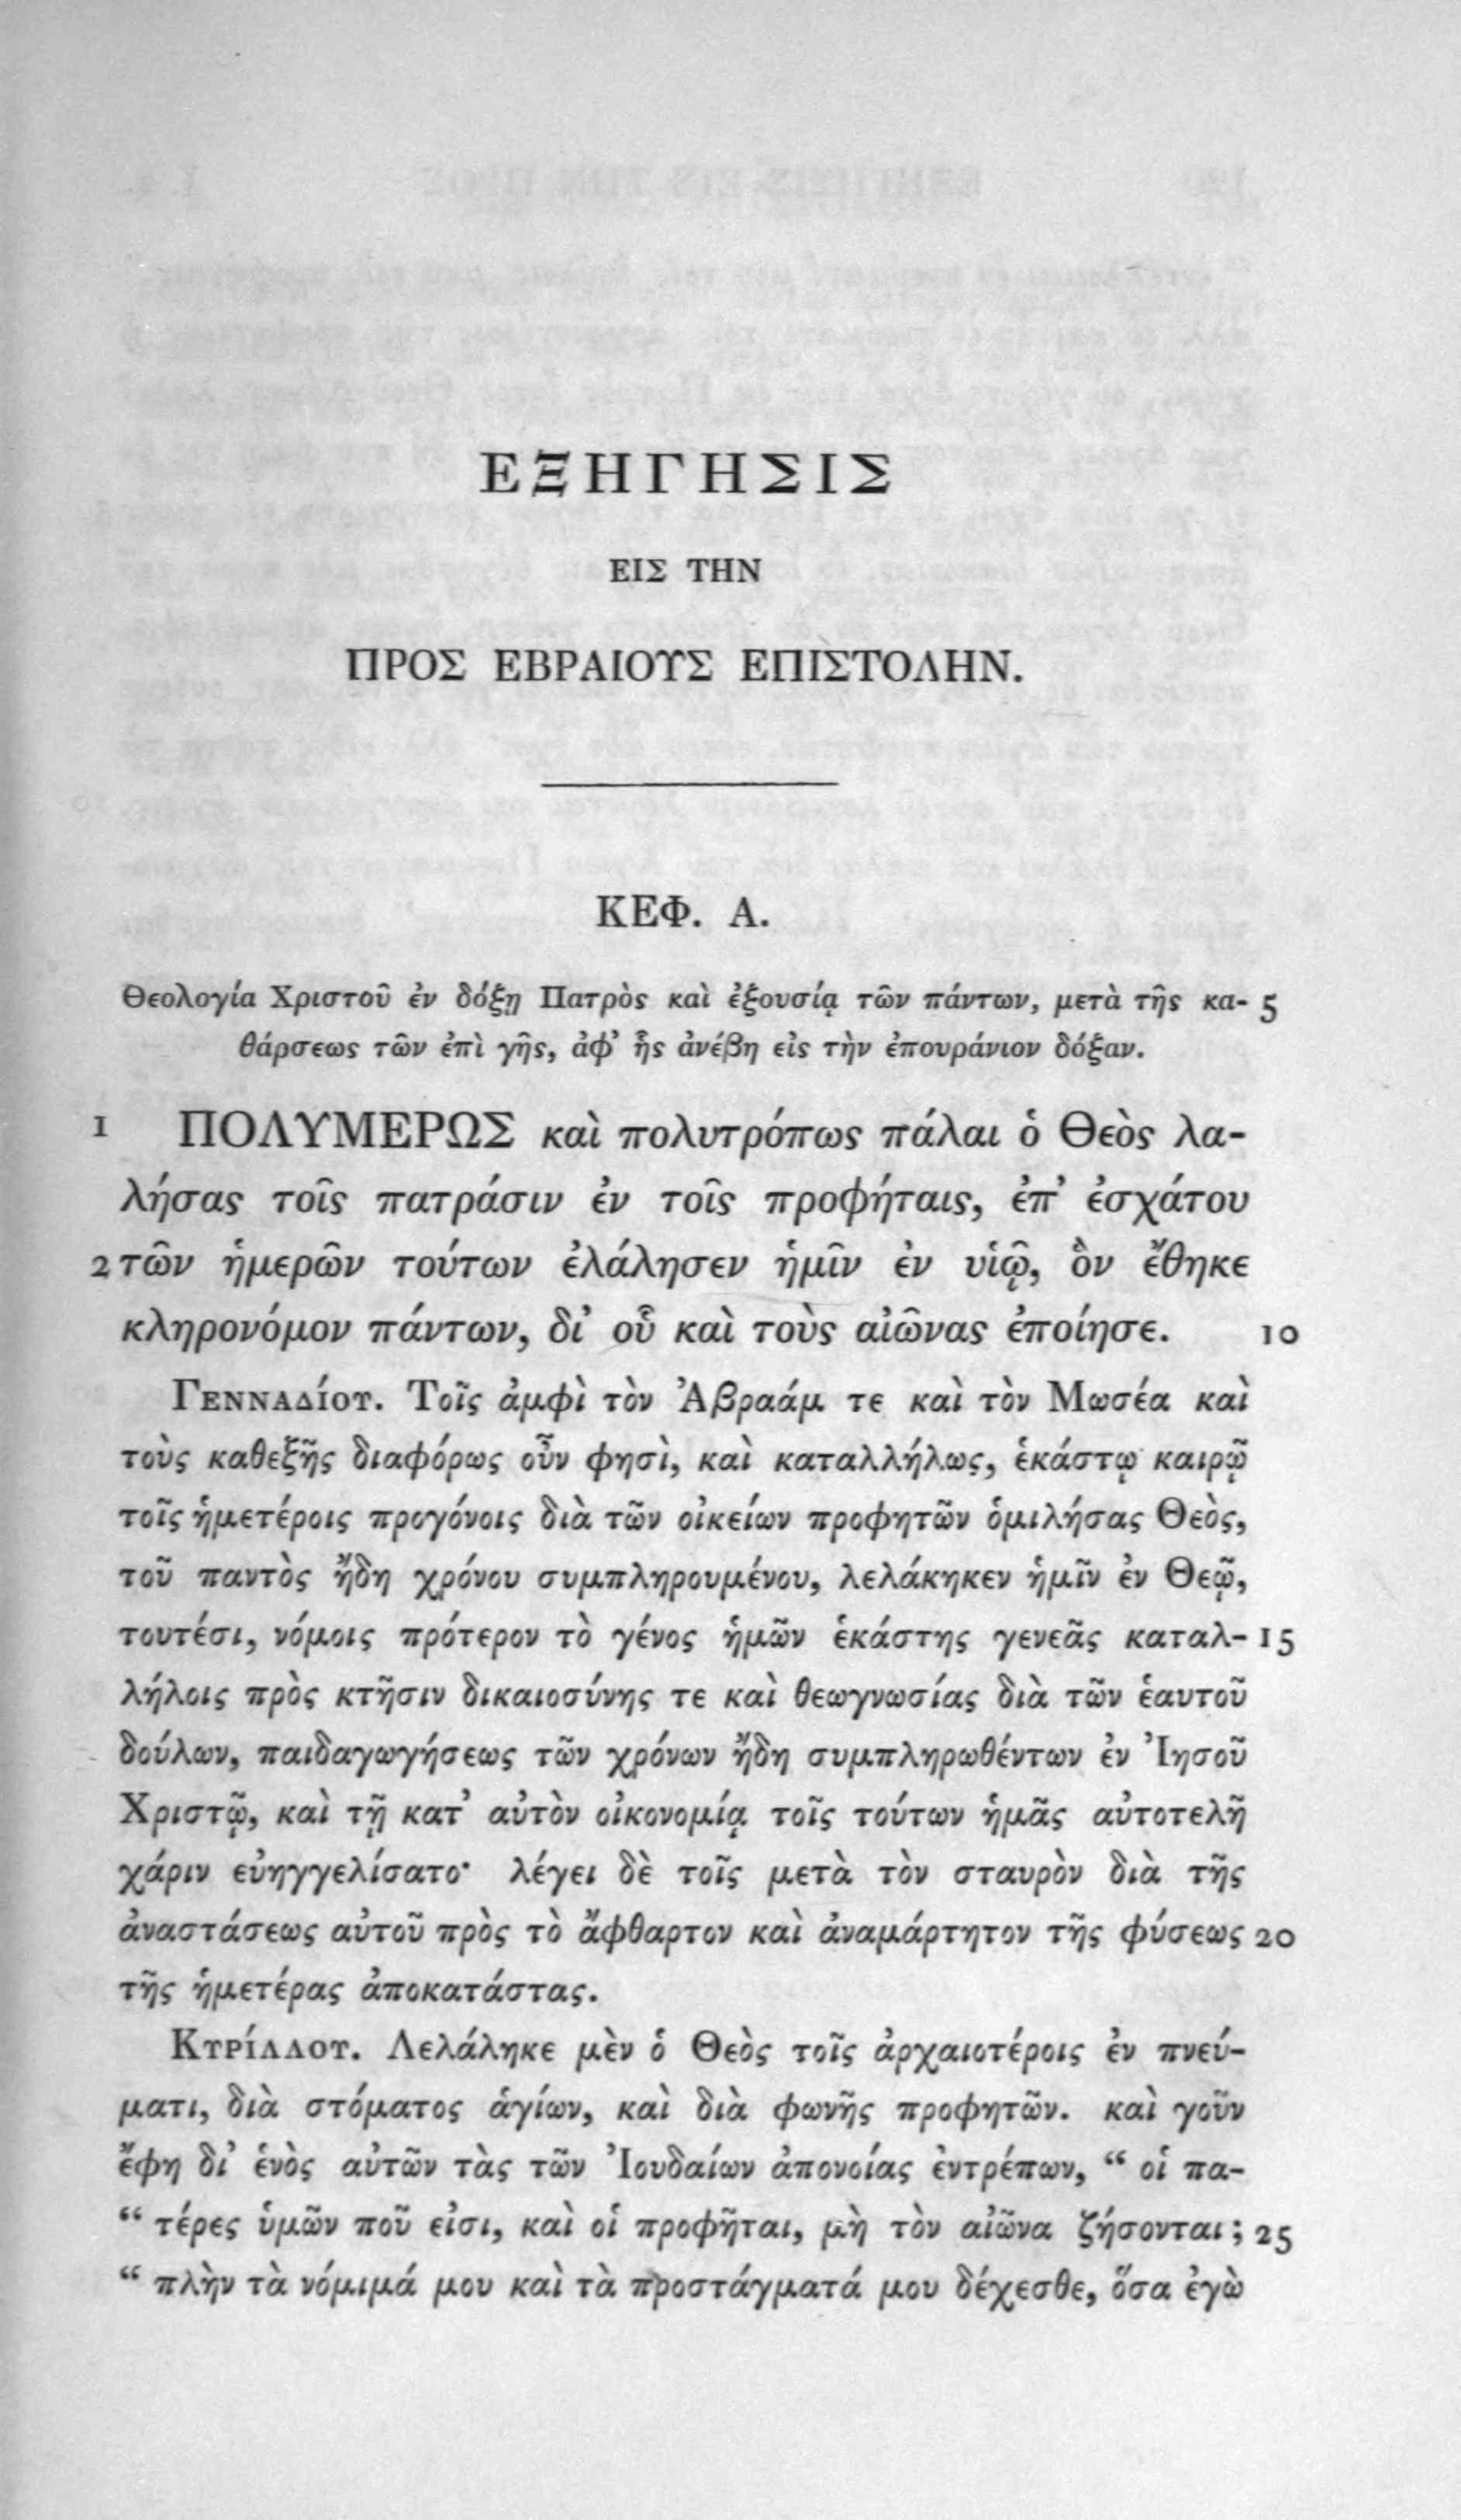 ΕΞΗΓΗΣΙΣ
ΕΙΣ ΤΗΝ
ΠΡΟΣ ΕΒΡΑΙΟΥΣ ΕΠΙΣΤΟΛΗΝ.
ΚΕΦ. Α.
Θεολογία Χριστοῦ ἐν δόξῃ Πατρὸς καὶ ἐξουσίᾳ τῶν πάντων, μετὰ τῆς κα- 5
θάρσεως τῶν ἐπὶ γῆς, ἀφ’ ἧς ἀνέβη εἰς τὴν ἐπουράνιον δόξαν.
1 ΠΟΛΥΜΕΡΩΣ καὶ πολυτρόπως πάλαι ὁ Θεὸς λα-
λήσας τοῖς πατράσιν ἐν τοῖς προφήταις, ἐπ’ ἐσχάτου
2 τῶν ἡμερῶν τούτων ἐλάλησεν ἡμῖν ἐν υἱῷ, ὃν ἔθηκε
κληρονόμον πάντων, δι’ οὗ καὶ τοὺς αἰῶνας ἐποίησε. 10
Γενναδίου. Τοῖς ἀμφὶ τὸν Ἀβραάμ τε καὶ τὸν Μωσέα καὶ
τοὺς καθεξῆς διαφόρως οὖν φησὶ, καὶ καταλλήλως, ἑκάστῳ καιρῷ
τοῖς ἡμετέροις προγόνοις διὰ τῶν οἰκείων προφητῶν ὁμιλήσας Θεὸς,
τοῦ παντὸς ἤδη χρόνου συμπληρουμένου, λελάκηκεν ἡμῖν ἐν Θεῷ,
τουτέσι, νόμοις πρότερον τὸ γένος ἡμῶν ἑκάστης γενεᾶς καταλ- 15
λήλοις πρὸς κτῆσιν δικαιοσύνης τε καὶ θεωγνωσίας διὰ τῶν ἑαυτοῦ
δούλων, παιδαγωγήσεως τῶν χρόνων ἤδη συμπληρωθέντων ἐν Ἰησοῦ
Χριστῷ, καὶ τῇ κατ’ αὐτὸν οἰκονομίᾳ τοῖς τούτων ἡμᾶς αὐτοτελῆ
χάριν εὐηγγελίσατο· λέγει δὲ τοῖς μετὰ τὸν σταυρὸν διὰ τῆς
ἀναστάσεως αὐτοῦ πρὸς τὸ ἄφθαρτον καὶ ἀναμάρτητον τῆς φύσεως 20
τῆς ἡμετέρας ἀποκατάστας.
Κυρίλλου. Λελάληκε μὲν ὁ Θεὸς τοῖς ἀρχαιοτέροις ἐν πνεύ-
ματι, διὰ στόματος ἁγίων, καὶ διὰ φωνῆς προφητῶν. καὶ γοῦν
ἔφη δι’ ἑνὸς αὐτῶν τὰς τῶν Ἰουδαίων ἀπονοίας ἐντρέπων, “ οἱ πα-
“ τέρες ὑμῶν ποῦ εἰσι, καὶ οἱ προφῆται, μὴ τὸν αἰῶνα ζήσονται; 25
“ πλὴν τὰ νόμιμά μου καὶ τὰ προστάγματά μου δέχεσθε, ὅσα ἐγὼ